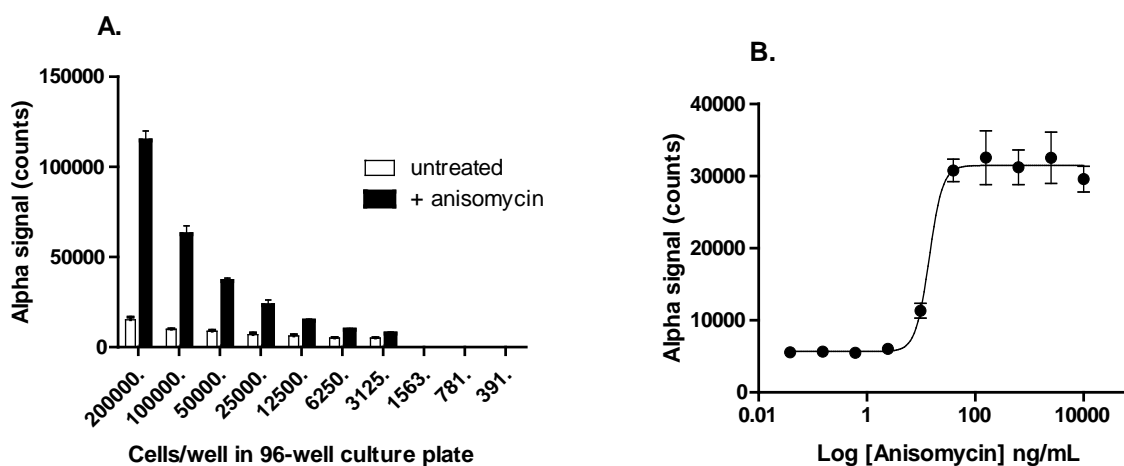 A.
150000
100000
50000
0
Alpha signal (counts)
untreated
+ anisomycin
200000.
100000.
50000.
25000.
12500.
6250.
3125.
1563.
781.
391.
Cells/well in 96-well culture plate
B.
40000
30000
20000
10000
0
Alpha signal (counts)
0.01
1
100
10000
Log [Anisomycin] ng/mL